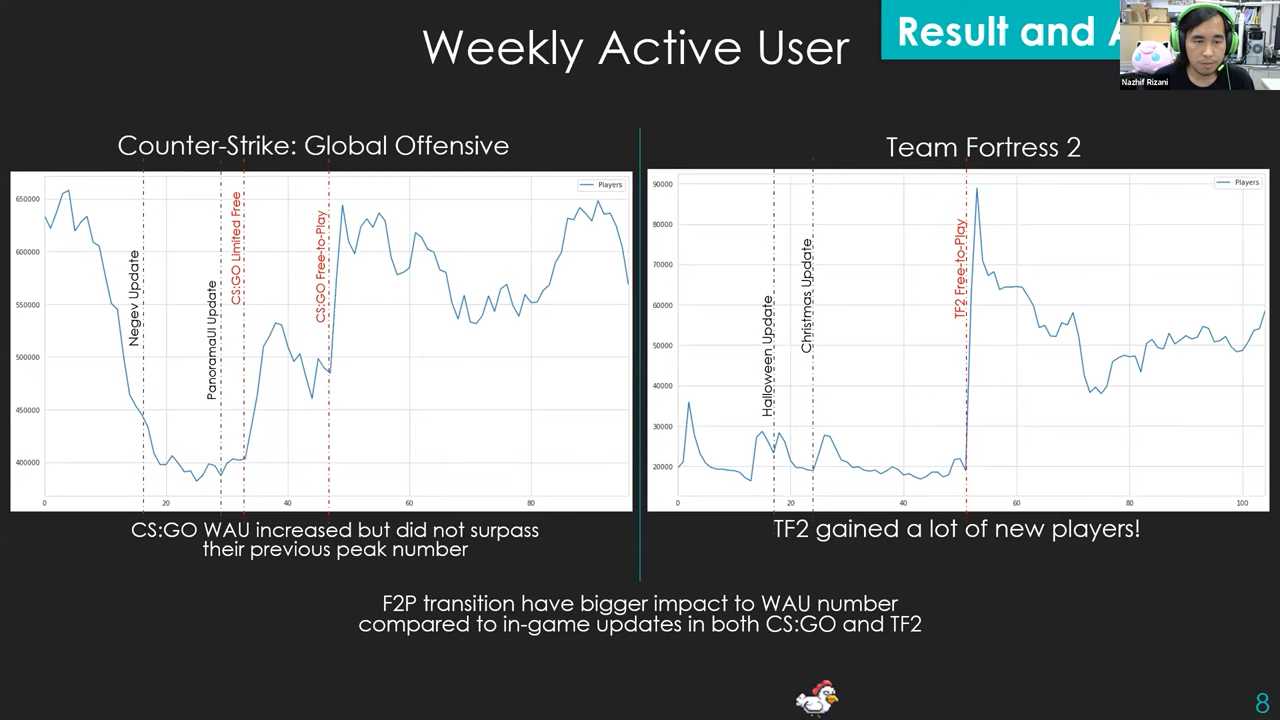 Weekly Active User
Result and
Nazhif Rizani
Counter-Strike: Global Offensive
Players
650000
600000
550000
500000
450000
400000
0
20
40
60
80
Negev Update
PanoramaUI Update
CS:GO Limited Free
CS:GO Free-to-Play
CS:GO WAU increased but did not surpass
their previous peak number
Team Fortress 2
Players
90000
80000
70000
60000
50000
40000
30000
20000
0
20
40
60
80
100
Halloween Update
Christmas Update
TF2 Free-to-Play
TF2 gained a lot of new players!
F2P transition have bigger impact to WAU number
compared to in-game updates in both CS:GO and TF2
8